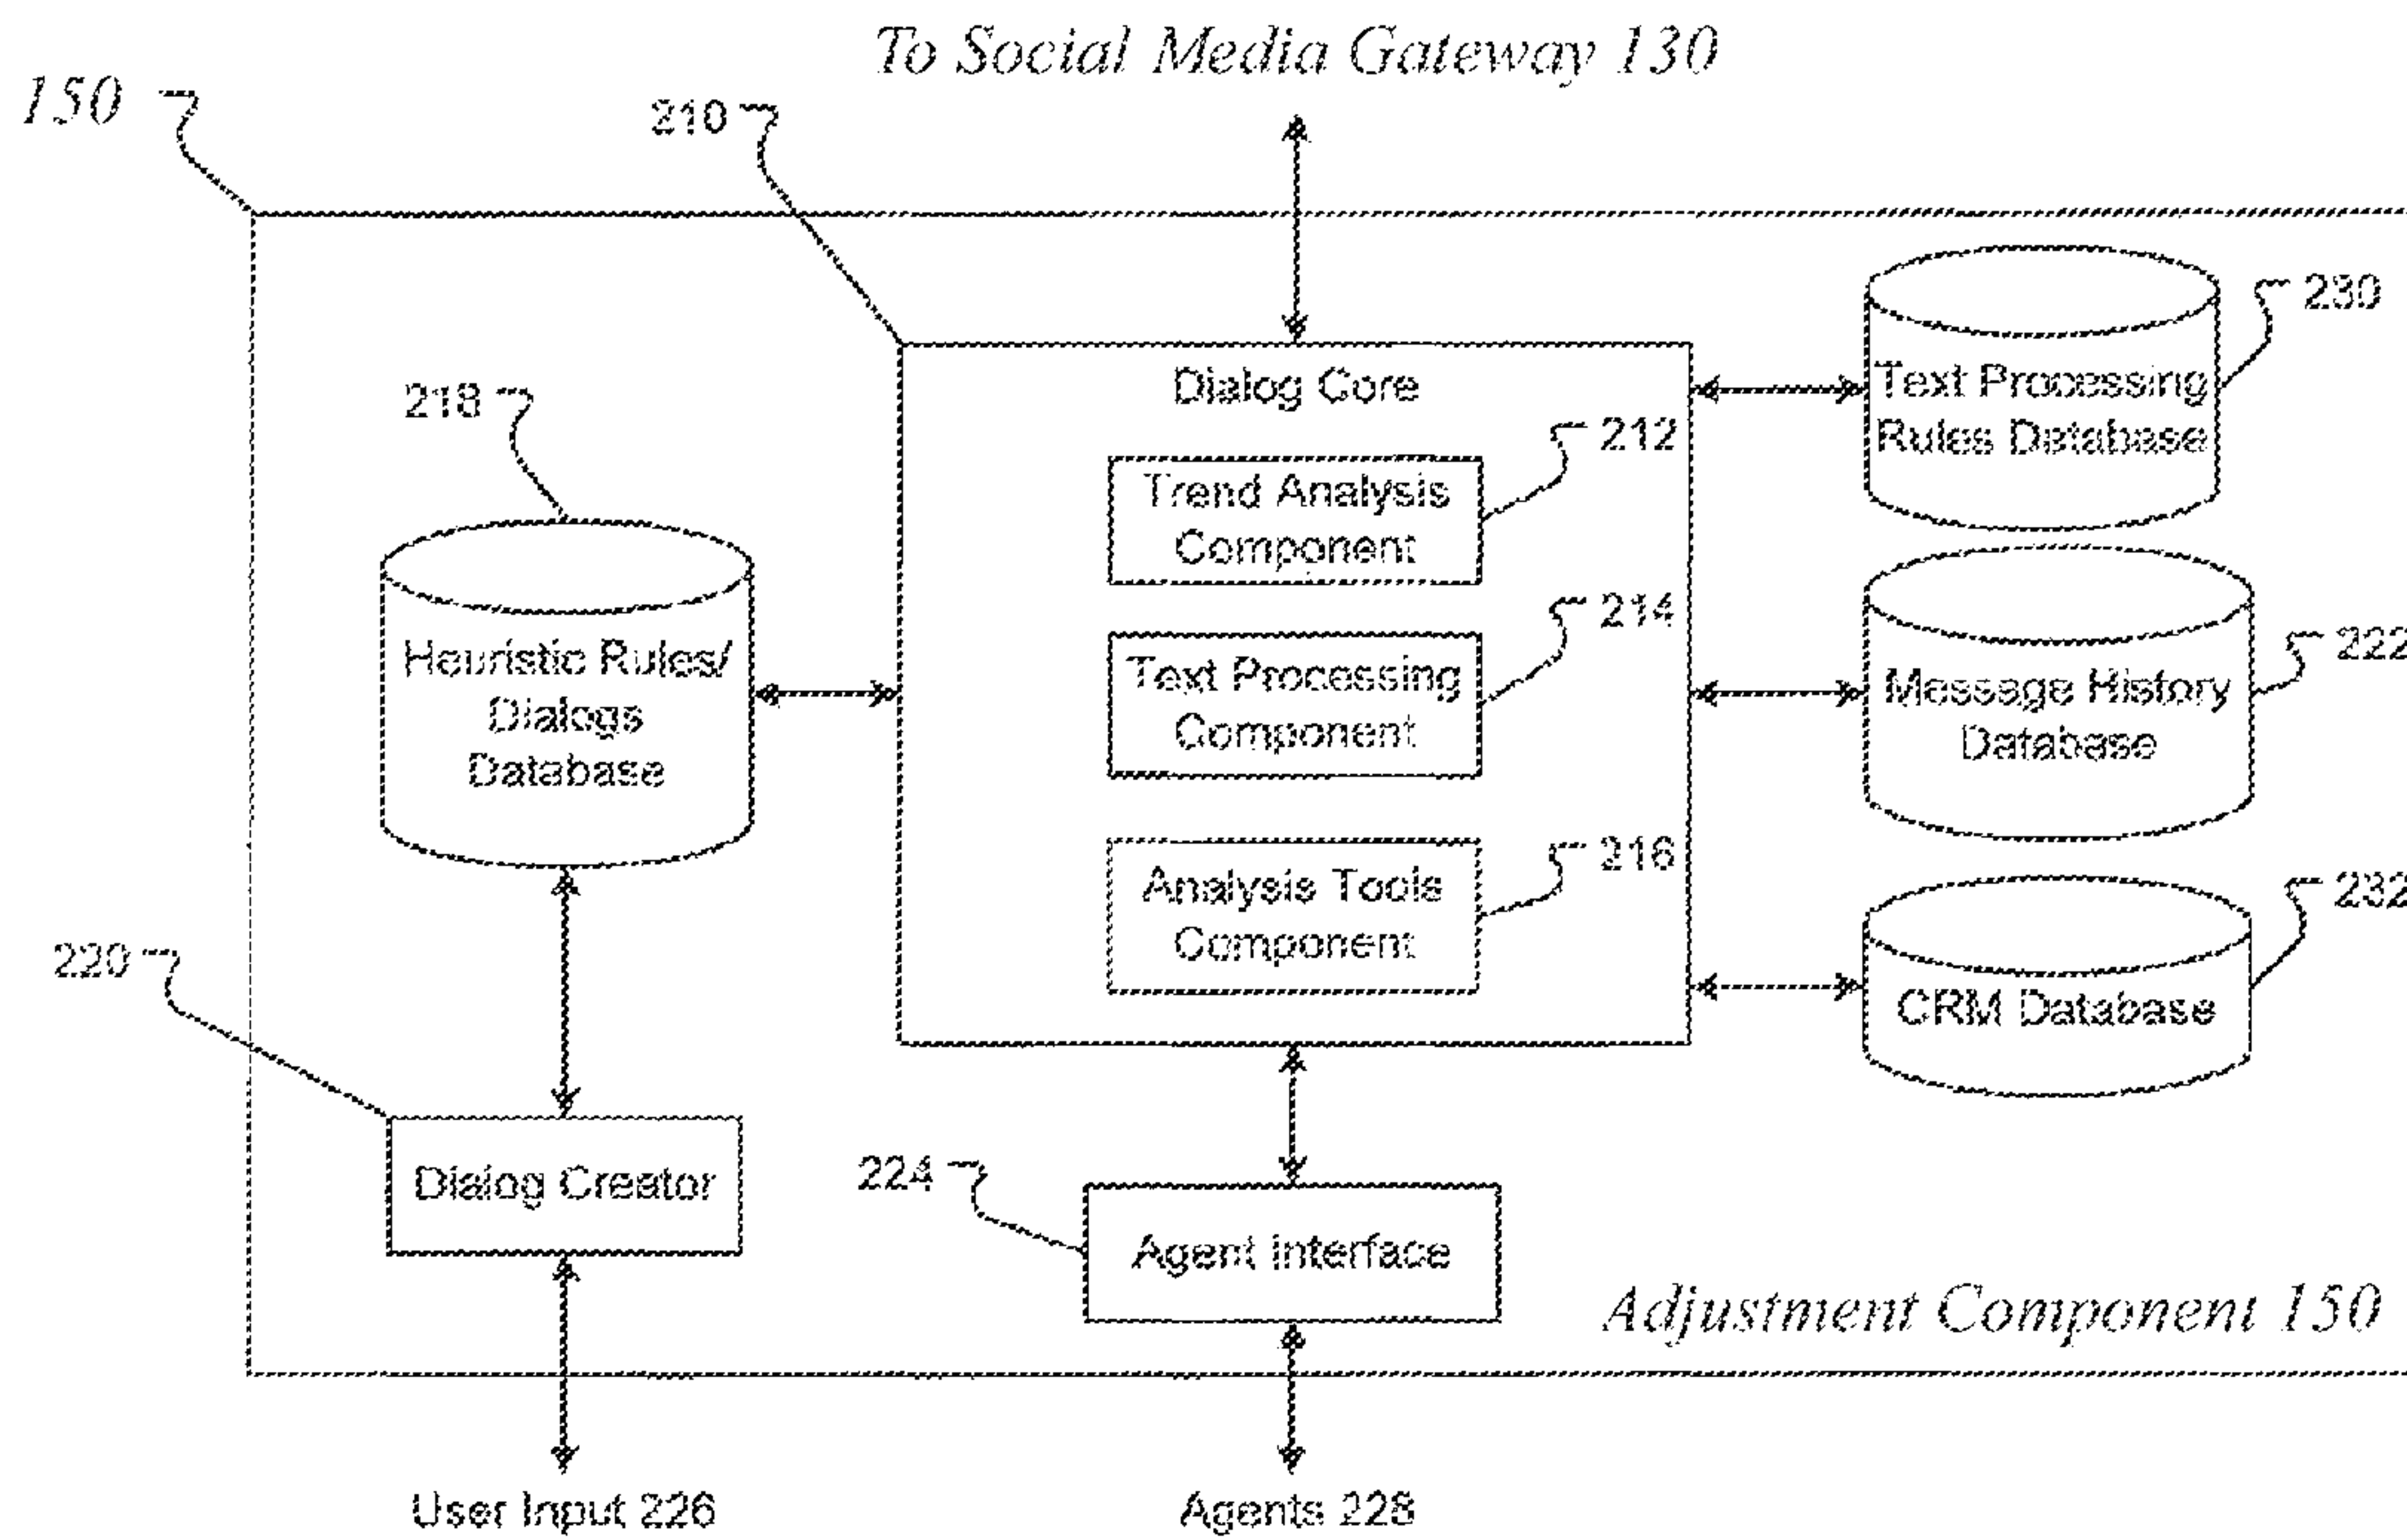 To Social Media Gateway 130
150
210
230
Dialog Core
Text Processing
Rules Database
218
212
Trend Analysis
Component
214
222
Heuristic Rules/
Dialogs
Database
Text Processing
Component
Message History
Database
216
232
Analysis Tools
Component
220
CRM Database
Dialog Creator
224
Agent Interface
Adjustment Component 150
User Input 226
Agents 228